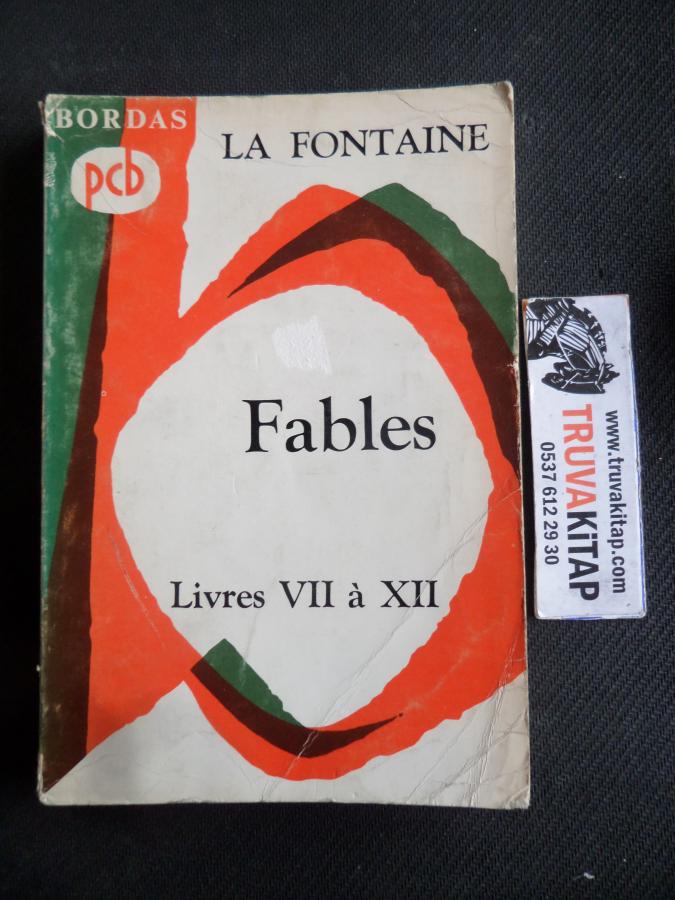 BORDAS
pcb
LA FONTAINE
Fables
Livres VII à XII
www.truvakitap.com
TRUVAKiTAP
0537 612 29 30